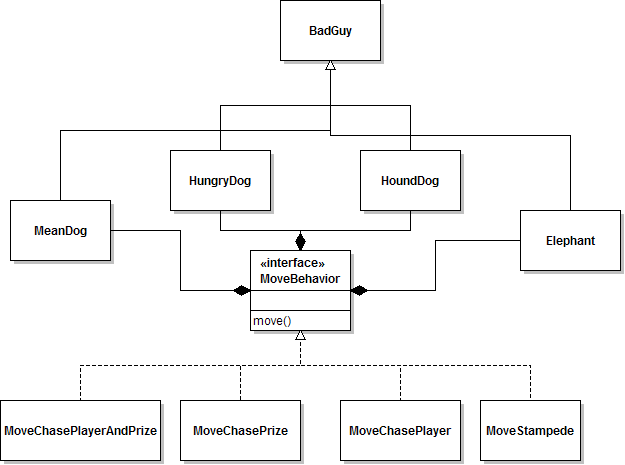 BadGuy
HungryDog
HoundDog
MeanDog
Elephant
«interface»
MoveBehavior
move()
MoveChasePlayerAndPrize
MoveChasePrize
MoveChasePlayer
MoveStampede